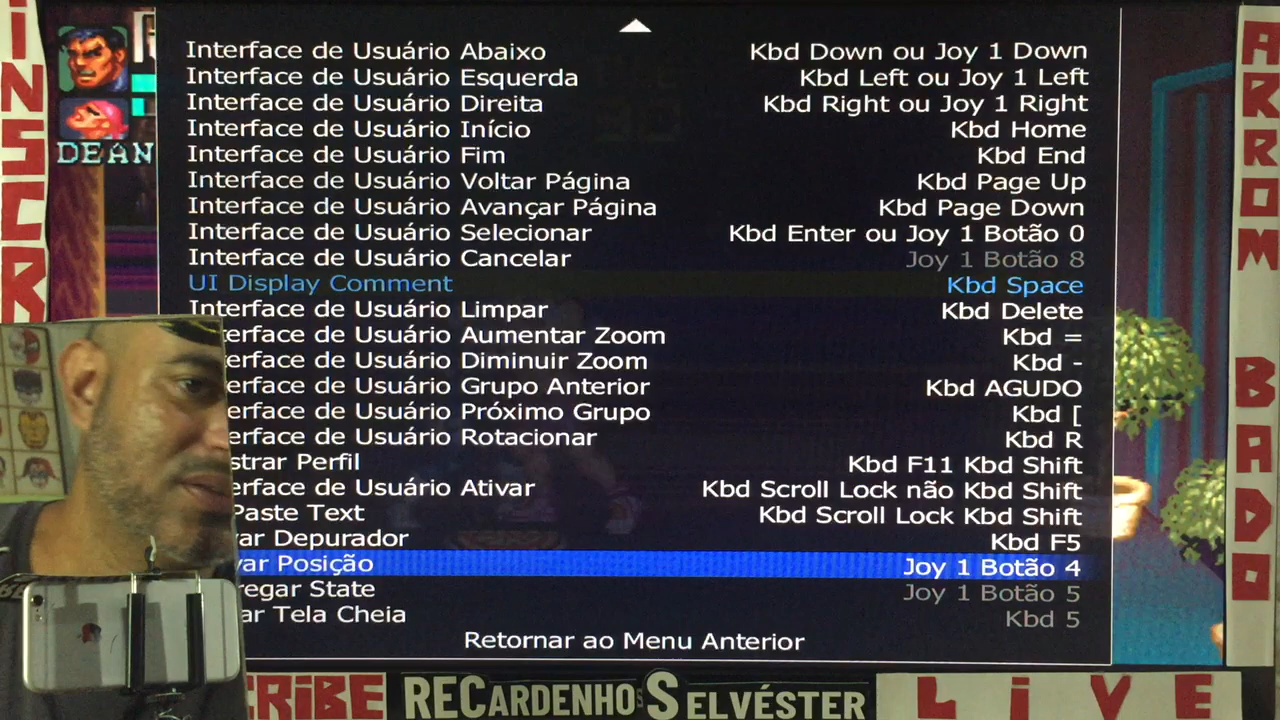 INSCR
DEAN
Interface de Usuário Abaixo Kbd Down ou Joy 1 Down
Interface de Usuário Esquerda Kbd Left ou Joy 1 Left
Interface de Usuário Direita Kbd Right ou Joy 1 Right
Interface de Usuário Início Kbd Home
Interface de Usuário Fim Kbd End
Interface de Usuário Voltar Página Kbd Page Up
Interface de Usuário Avançar Página Kbd Page Down
Interface de Usuário Selecionar Kbd Enter ou Joy 1 Botão 0
Interface de Usuário Cancelar Joy 1 Botão 8
UI Display Comment Kbd Space
Interface de Usuário Limpar Kbd Delete
terface de Usuário Aumentar Zoom Kbd =
erface de Usuário Diminuir Zoom Kbd -
erface de Usuário Grupo Anterior Kbd AGUDO
erface de Usuário Próximo Grupo Kbd [
erface de Usuário Rotacionar Kbd R
strar Perfil Kbd F11 Kbd Shift
erface de Usuário Ativar Kbd Scroll Lock não Kbd Shift
Paste Text Kbd Scroll Lock Kbd Shift
var Depurador Kbd F5
var Posição Joy 1 Botão 4
regar State Joy 1 Botão 5
ar Tela Cheia Kbd 5
Retornar ao Menu Anterior
ARROMBADO
CRIBE RECARDENHOS SELVÉSTER LiVE